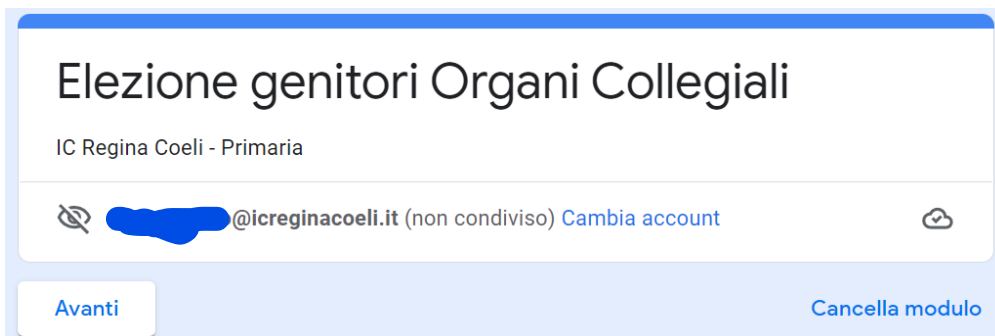 Elezione genitori Organi Collegiali
IC Regina Coeli - Primaria
@icreginacoeli.it (non condiviso) Cambia account
Avanti Cancella modulo